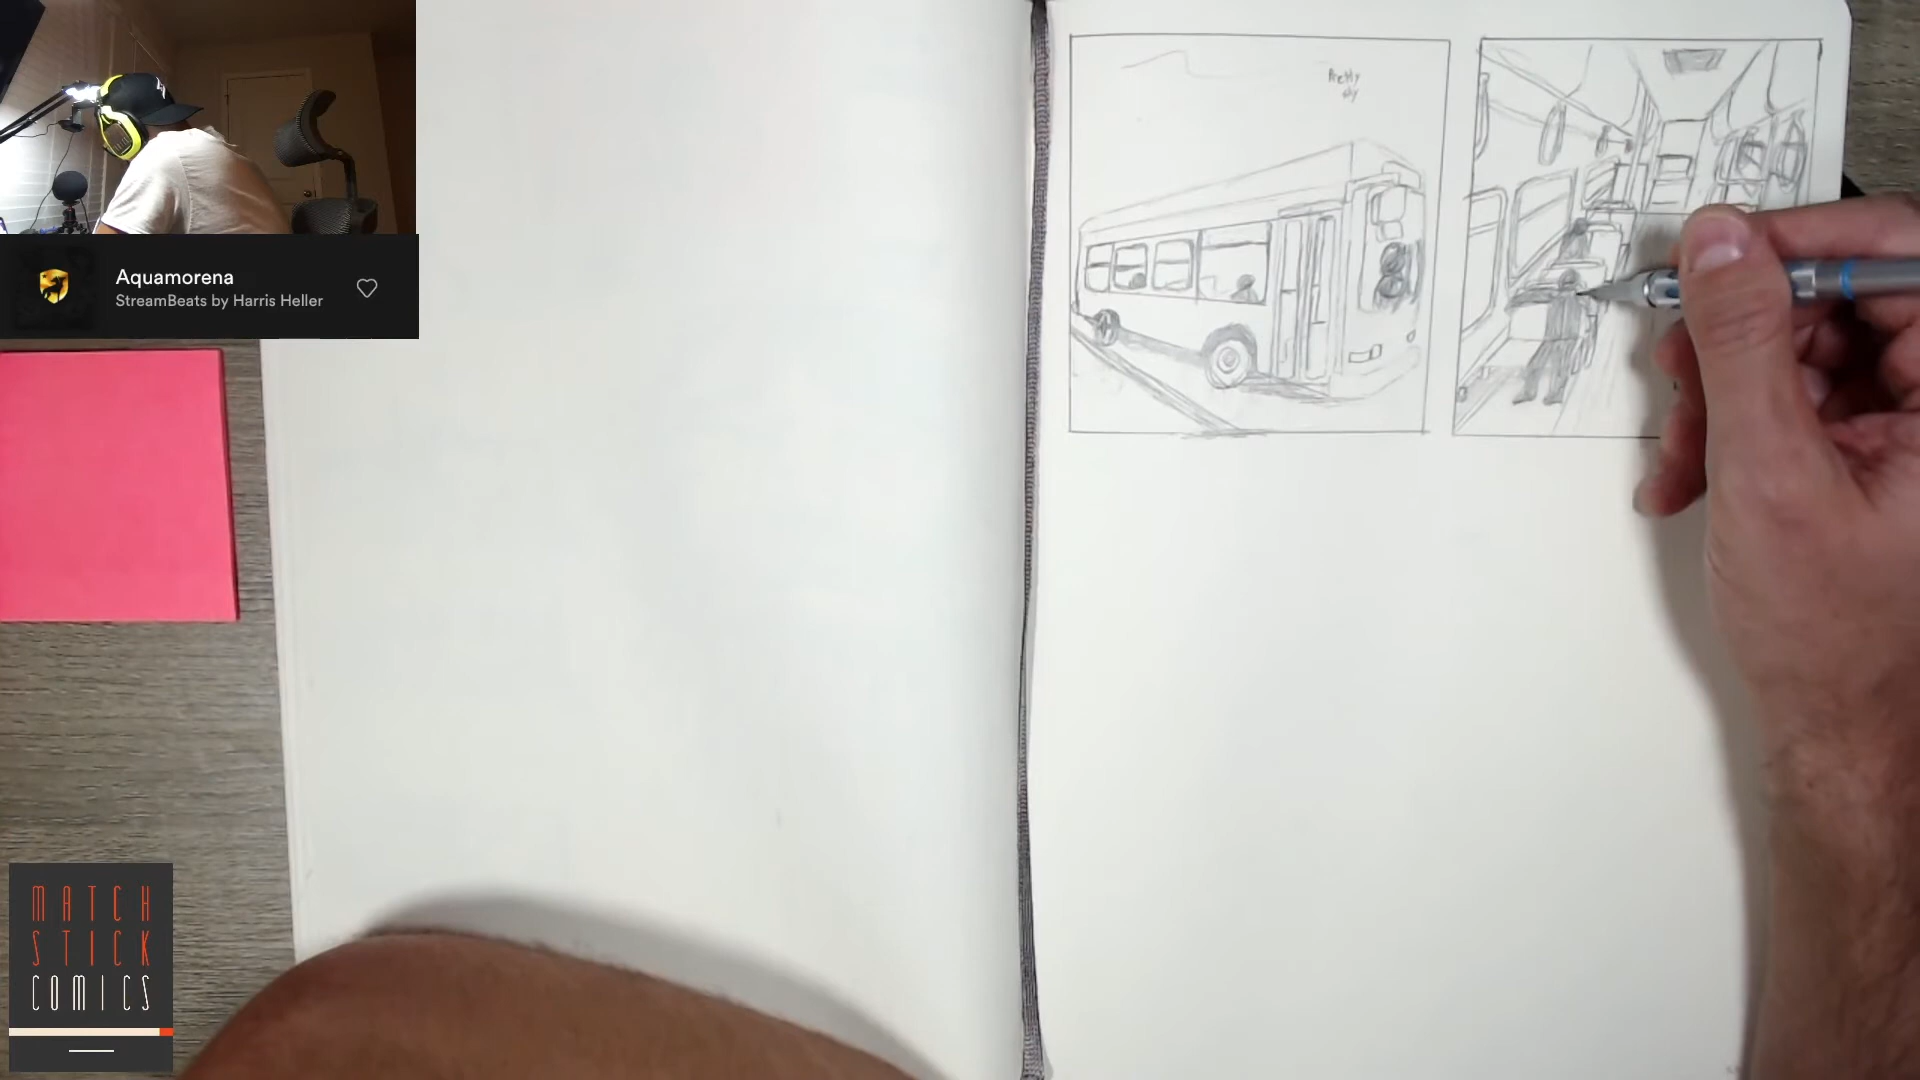 Aquamorena
StreamBeats by Harris Heller
Pretty
sky
MATCH
STICK
COMICS